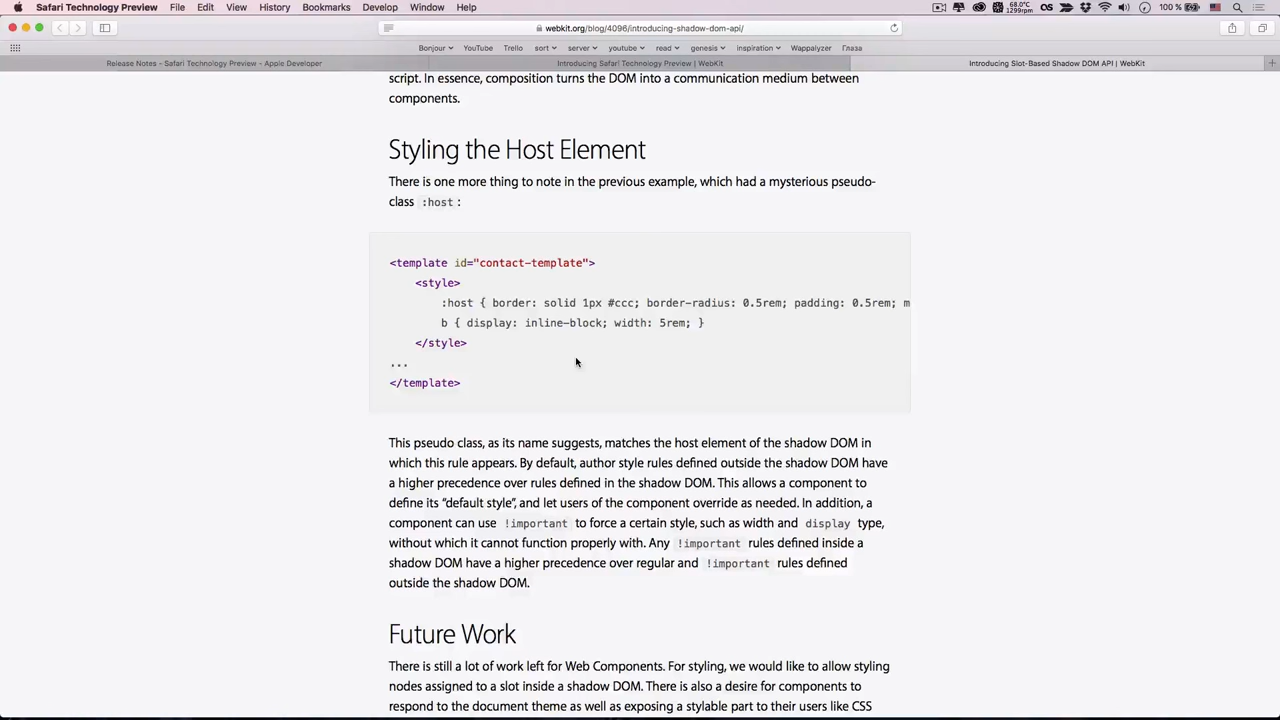 Safari Technology Preview File Edit View History Bookmarks Develop Window Help 68.0°C 1299rpm 100 %
webkit.org/blog/4096/introducing-shadow-dom-api/
Bonjour YouTube Trello sort server youtube read genesis inspiration Wappalyzer Глаза
Release Notes - Safari Technology Preview - Apple Developer Introducing Safari Technology Preview | WebKit Introducing Slot-Based Shadow DOM API | WebKit
script. In essence, composition turns the DOM into a communication medium between
components.
Styling the Host Element
There is one more thing to note in the previous example, which had a mysterious pseudo-
class :host :
<template id="contact-template">
<style>
:host { border: solid 1px #ccc; border-radius: 0.5rem; padding: 0.5rem; m
b { display: inline-block; width: 5rem; }
</style>
...
</template>
This pseudo class, as its name suggests, matches the host element of the shadow DOM in
which this rule appears. By default, author style rules defined outside the shadow DOM have
a higher precedence over rules defined in the shadow DOM. This allows a component to
define its “default style”, and let users of the component override as needed. In addition, a
component can use !important to force a certain style, such as width and display type,
without which it cannot function properly with. Any !important rules defined inside a
shadow DOM have a higher precedence over regular and !important rules defined
outside the shadow DOM.
Future Work
There is still a lot of work left for Web Components. For styling, we would like to allow styling
nodes assigned to a slot inside a shadow DOM. There is also a desire for components to
respond to the document theme as well as exposing a stylable part to their users like CSS